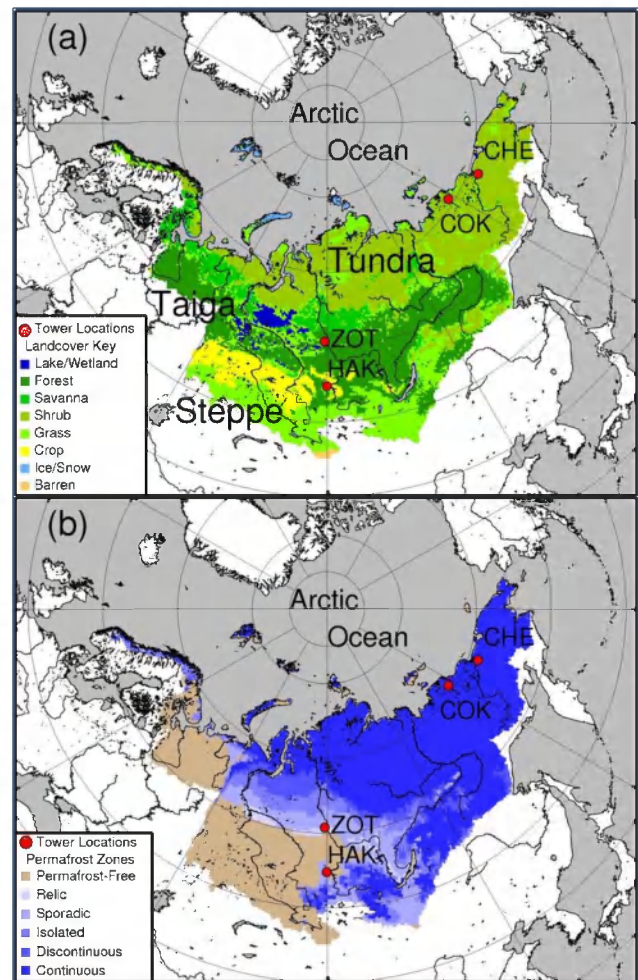 (a)
Arctic
Ocean
CHE
COK
Tundra
Taiga
ZOT
HAK
Steppe
Tower Locations
Landcover Key
Lake/Wetland
Forest
Savanna
Shrub
Grass
Crop
Ice/Snow
Barren
(b)
Arctic
Ocean
CHE
COK
ZOT
HAK
Tower Locations
Permafrost Zones
Permafrost-Free
Relic
Sporadic
Isolated
Discontinuous
Continuous